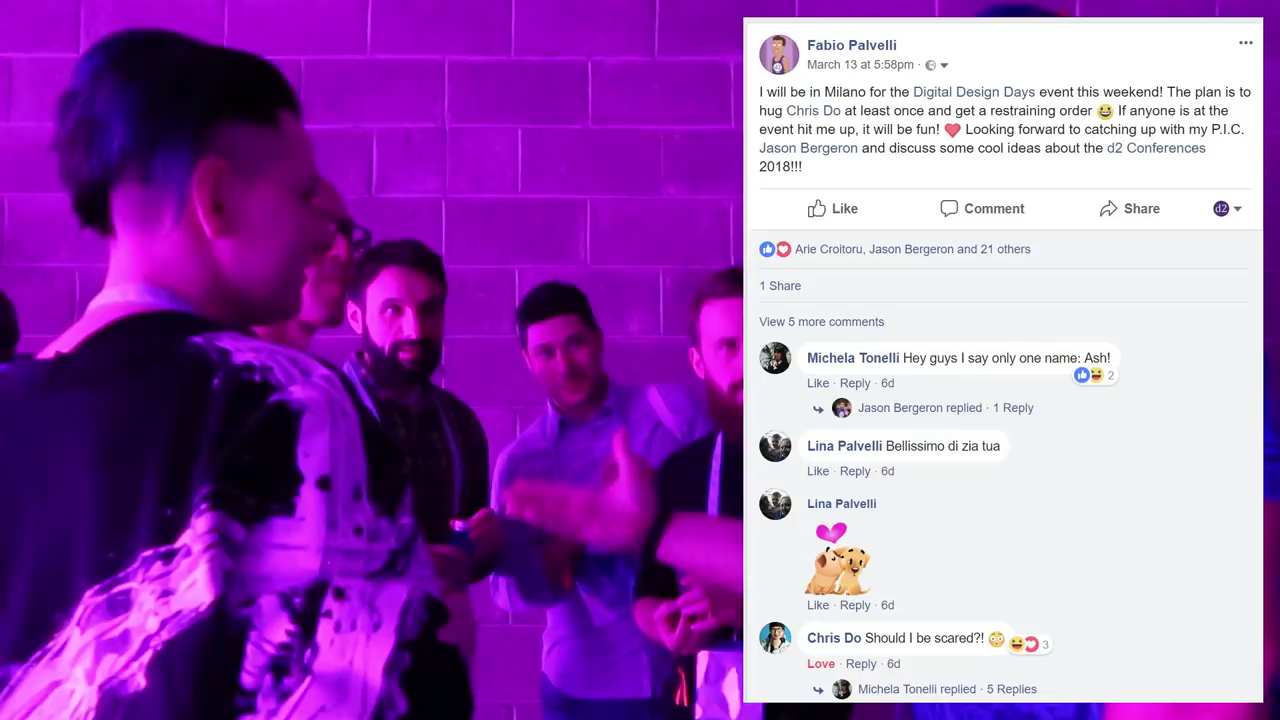 Fabio Palvelli
March 13 at 5:58pm ·
I will be in Milano for the Digital Design Days event this weekend! The plan is to
hug Chris Do at least once and get a restraining order 😆 If anyone is at the
event hit me up, it will be fun! ❤️ Looking forward to catching up with my P.I.C.
Jason Bergeron and discuss some cool ideas about the d2 Conferences
2018!!!
Like Comment Share d2
Arie Croitoru, Jason Bergeron and 21 others
1 Share
View 5 more comments
Michela Tonelli Hey guys I say only one name: Ash!
2
Like · Reply · 6d
Jason Bergeron replied · 1 Reply
Lina Palvelli Bellissimo di zia tua
Like · Reply · 6d
Lina Palvelli
Like · Reply · 6d
Chris Do Should I be scared?! 😳
3
Love · Reply · 6d
Michela Tonelli replied · 5 Replies